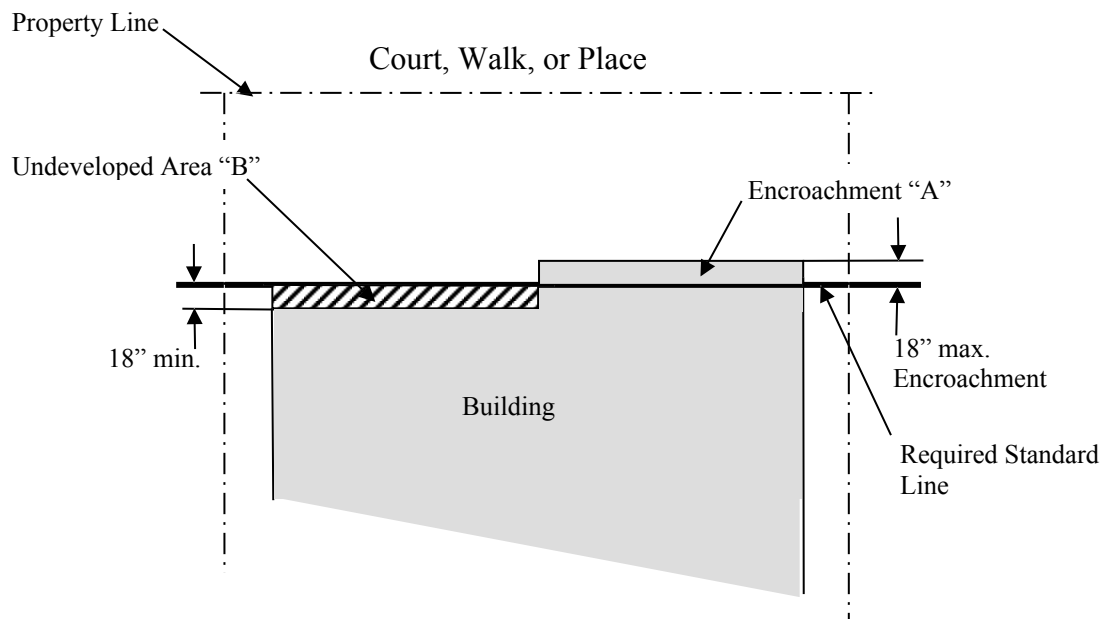 Property Line
Court, Walk, or Place
Undeveloped Area “B”
Encroachment “A”
18” min.
18” max.
Encroachment
Building
Required Standard
Line